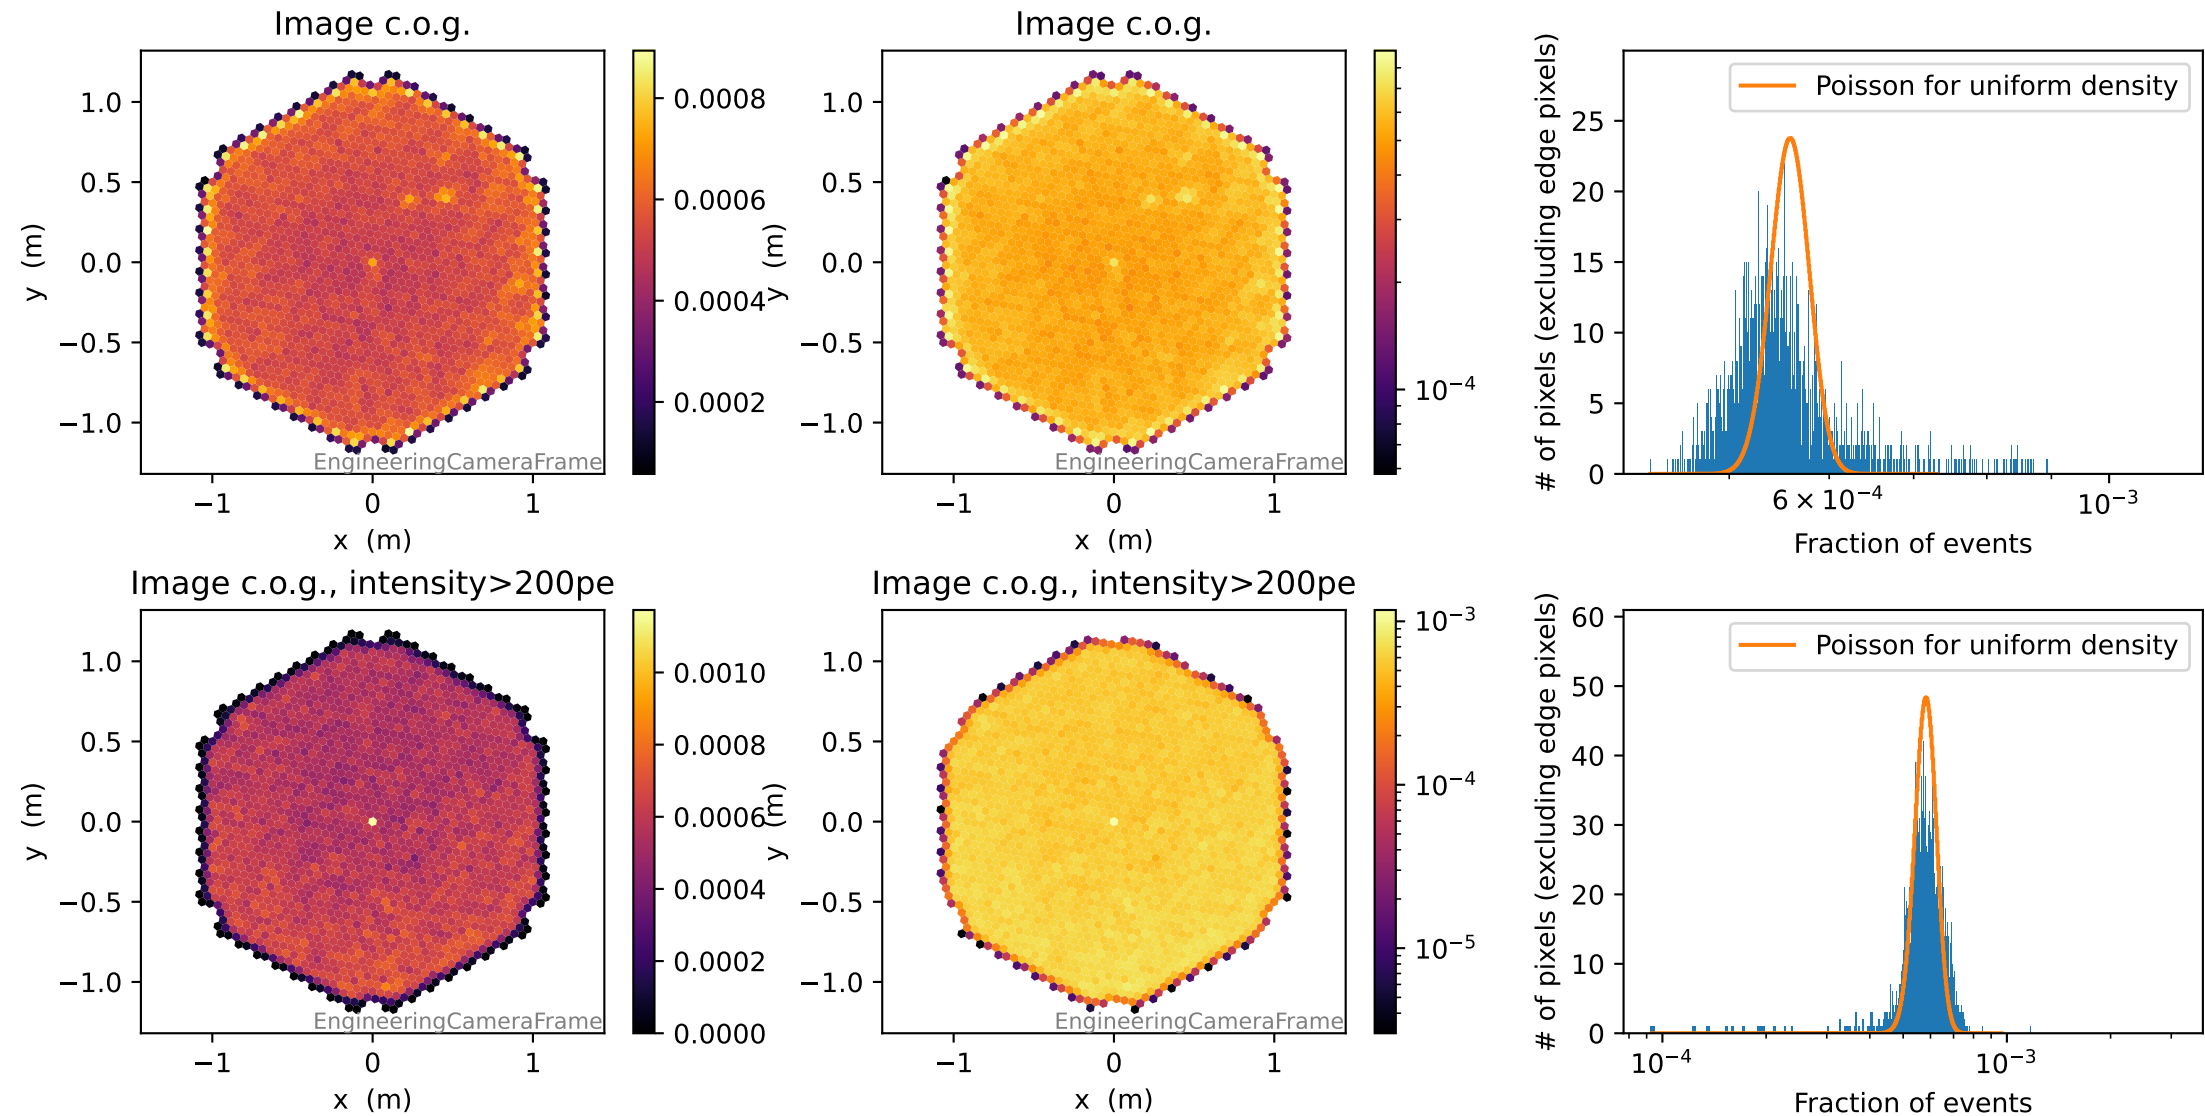 Image c.o.g.
1.0
0.5
0.0
−0.5
−1.0
y (m)
−1
0
1
x (m)
EngineeringCameraFrame
0.0008
0.0006
0.0004
0.0002
Image c.o.g.
1.0
0.5
0.0
−0.5
−1.0
y (m)
−1
0
1
x (m)
EngineeringCameraFrame
10⁻⁴
# of pixels (excluding edge pixels)
25
20
15
10
5
0
Poisson for uniform density
6 × 10⁻⁴
10⁻³
Fraction of events
Image c.o.g., intensity>200pe
1.0
0.5
0.0
−0.5
−1.0
y (m)
−1
0
1
x (m)
EngineeringCameraFrame
0.0010
0.0008
0.0006
0.0004
0.0002
0.0000
Image c.o.g., intensity>200pe
1.0
0.5
0.0
−0.5
−1.0
y (m)
−1
0
1
x (m)
EngineeringCameraFrame
10⁻³
10⁻⁴
10⁻⁵
# of pixels (excluding edge pixels)
60
50
40
30
20
10
0
Poisson for uniform density
10⁻⁴
10⁻³
Fraction of events